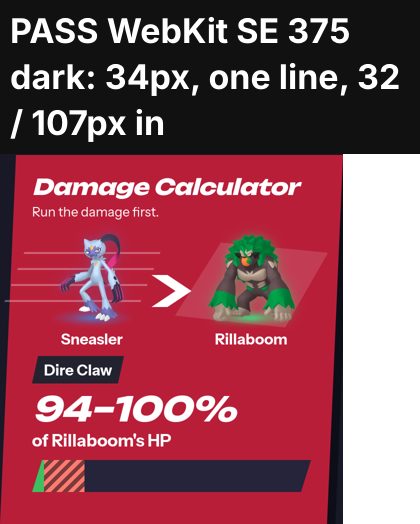 PASS WebKit SE 375
dark: 34px, one line, 32
/ 107px in
Damage Calculator
Run the damage first.
Sneasler
Rillaboom
Dire Claw
94–100%
of Rillaboom's HP